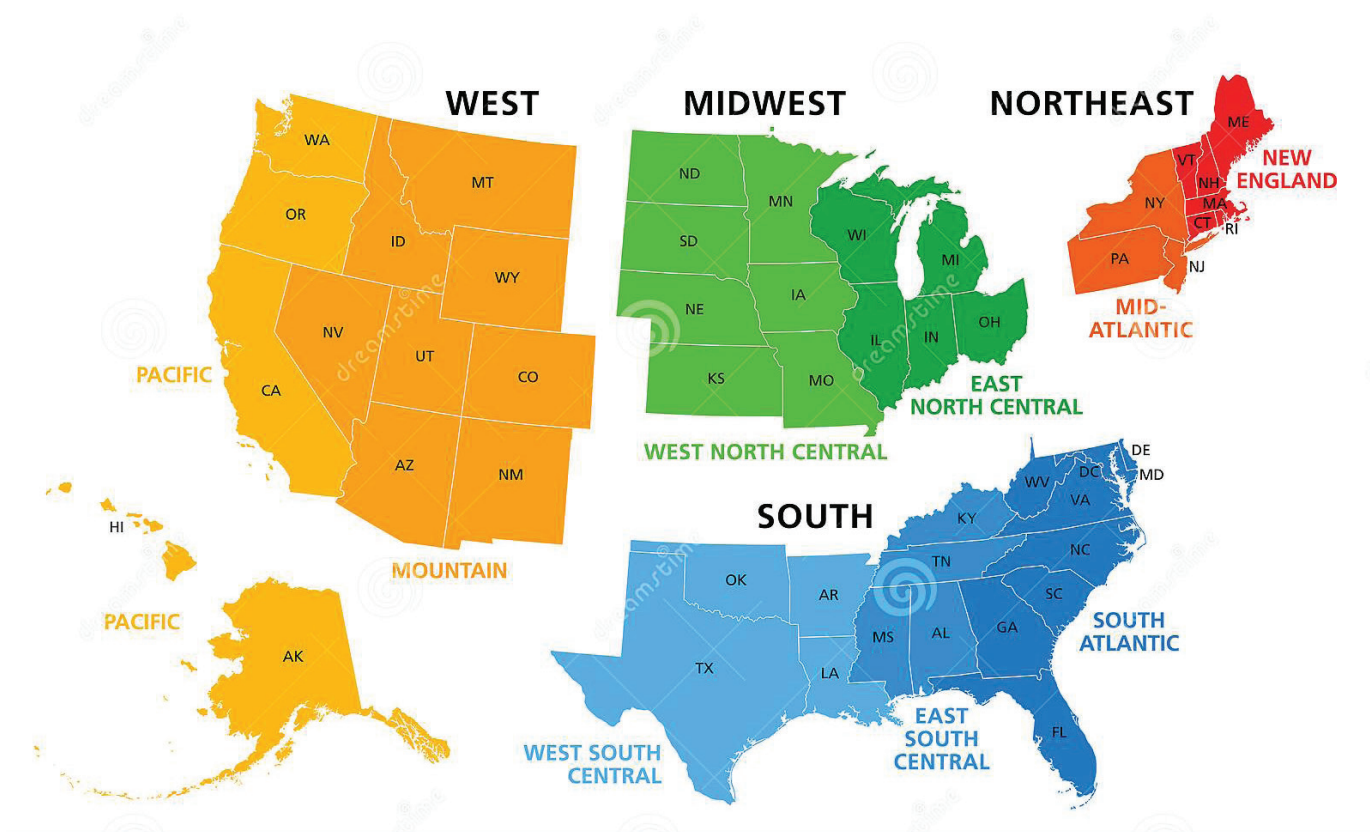 WEST
MIDWEST
NORTHEAST
WA
OR
CA
PACIFIC
MT
ID
WY
NV
UT
CO
AZ
NM
MOUNTAIN
HI
PACIFIC
AK
ND
SD
NE
KS
MN
IA
MO
WEST NORTH CENTRAL
WI
MI
IL
IN
OH
EAST
NORTH CENTRAL
ME
VT
NH
MA
CT
RI
NEW
ENGLAND
NY
PA
NJ
MID-
ATLANTIC
SOUTH
OK
AR
TX
LA
WEST SOUTH
CENTRAL
KY
TN
MS
AL
EAST
SOUTH
CENTRAL
DE
MD
DC
WV
VA
NC
SC
GA
FL
SOUTH
ATLANTIC
dreamstime
dreamstime
dreamstime
dreamstime